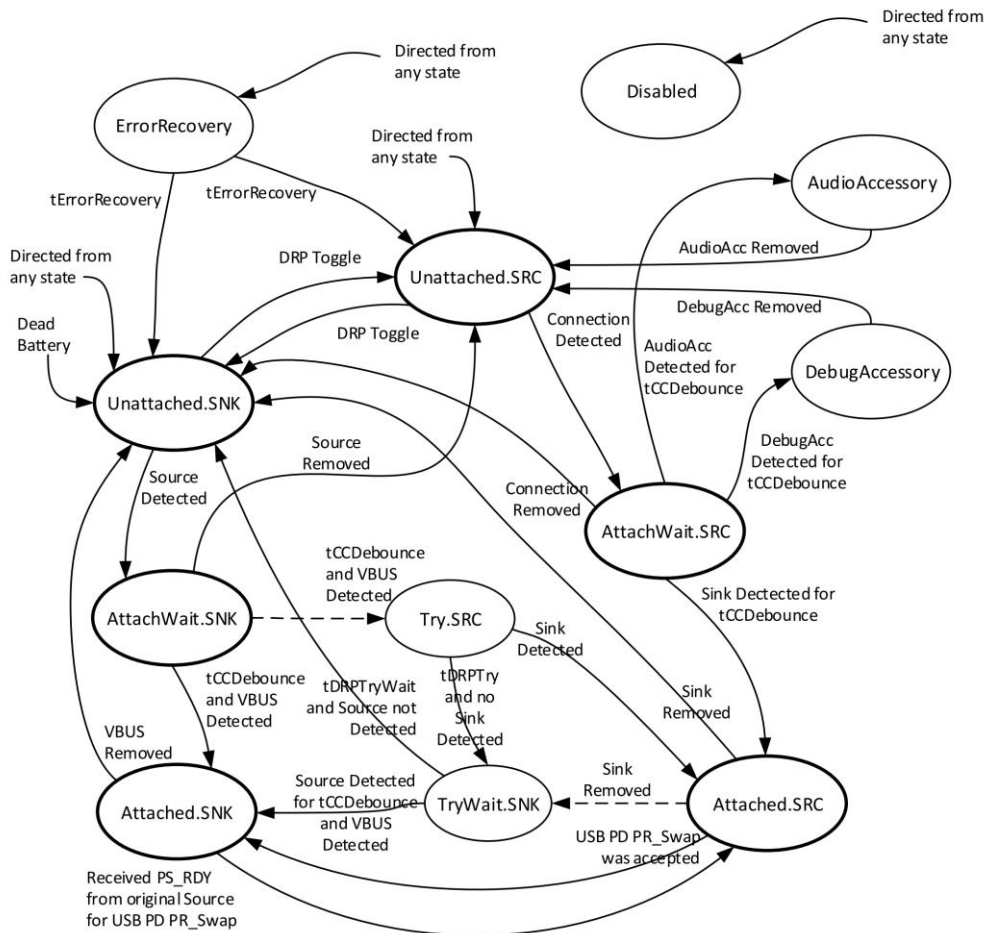 Directed from
any state
Directed from
any state
Disabled
ErrorRecovery
Directed from
any state
AudioAccessory
tErrorRecovery
tErrorRecovery
AudioAcc Removed
Directed from
any state
DRP Toggle
Unattached.SRC
DebugAcc Removed
Dead
Battery
DRP Toggle
Connection
Detected
AudioAcc
Detected for
tCCDebounce
DebugAccessory
Unattached.SNK
Source
Removed
DebugAcc
Detected for
tCCDebounce
Source
Detected
Connection
Removed
AttachWait.SRC
tCCDebounce
and VBUS
Detected
AttachWait.SNK
Try.SRC
Sink Dectected for
tCCDebounce
Sink
Detected
tCCDebounce
and VBUS
Detected
tDRPTryWait
and Source not
Detected
tDRPTry
and no
Sink
Detected
Sink
Removed
VBUS
Removed
Source Detected
for tCCDebounce
and VBUS
Detected
Sink
Removed
Attached.SNK
TryWait.SNK
Attached.SRC
USB PD PR_Swap
was accepted
Received PS_RDY
from original Source
for USB PD PR_Swap